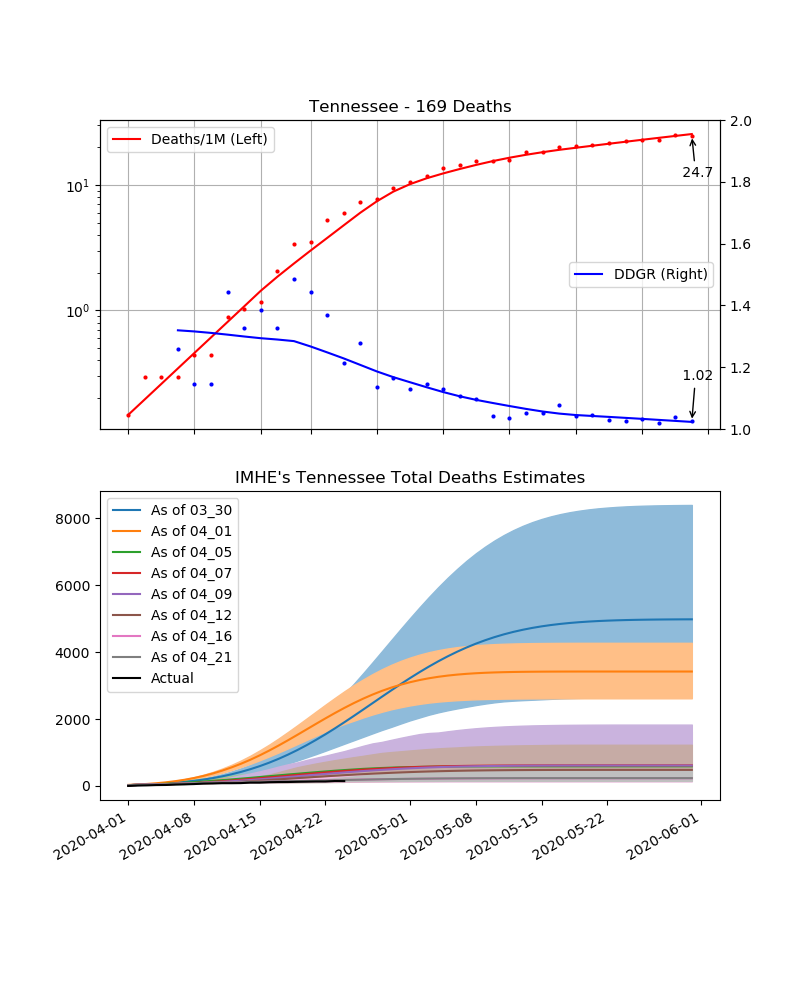 Tennessee - 169 Deaths
Deaths/1M (Left)
2.0
1.8
1.6
1.4
1.2
1.0
10¹
10⁰
24.7
DDGR (Right)
1.02
IMHE's Tennessee Total Deaths Estimates
As of 03_30
As of 04_01
As of 04_05
As of 04_07
As of 04_09
As of 04_12
As of 04_16
As of 04_21
Actual
8000
6000
4000
2000
0
2020-04-01
2020-04-08
2020-04-15
2020-04-22
2020-05-01
2020-05-08
2020-05-15
2020-05-22
2020-06-01